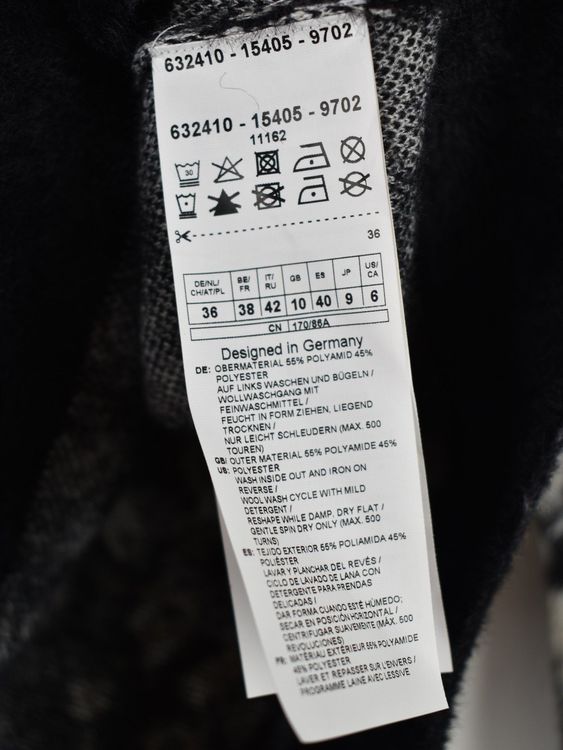 632410 - 15405 - 9702
632410 - 15405 - 9702
11162
30
36
DE/NL/ CH/AT/PL BE/ FR IT/ RU GB ES JP US/ CA
36 38 42 10 40 9 6
CN 170/86A
Designed in Germany
DE: OBERMATERIAL 55% POLYAMID 45%
POLYESTER
AUF LINKS WASCHEN UND BÜGELN /
WOLLWASCHGANG MIT
FEINWASCHMITTEL /
FEUCHT IN FORM ZIEHEN, LIEGEND
TROCKNEN /
NUR LEICHT SCHLEUDERN (MAX. 500
TOUREN)
GB: OUTER MATERIAL 55% POLYAMIDE 45%
US: POLYESTER
WASH INSIDE OUT AND IRON ON
REVERSE /
WOOL WASH CYCLE WITH MILD
DETERGENT /
RESHAPE WHILE DAMP, DRY FLAT /
GENTLE SPIN DRY ONLY (MAX. 500
TURNS)
ES: TEJIDO EXTERIOR 55% POLIAMIDA 45%
POLIÉSTER
LAVAR Y PLANCHAR DEL REVÉS /
CICLO DE LAVADO DE LANA CON
DETERGENTE PARA PRENDAS
DELICADAS /
DAR FORMA CUANDO ESTÉ HÚMEDO;
SECAR EN POSICIÓN HORIZONTAL /
CENTRIFUGAR SUAVEMENTE (MÁX. 500
REVOLUCIONES)
FR: MATÉRIAU EXTÉRIEUR 55% POLYAMIDE
45% POLYESTER
LAVER ET REPASSER SUR L'ENVERS /
PROGRAMME LAINE AVEC LESSIVE